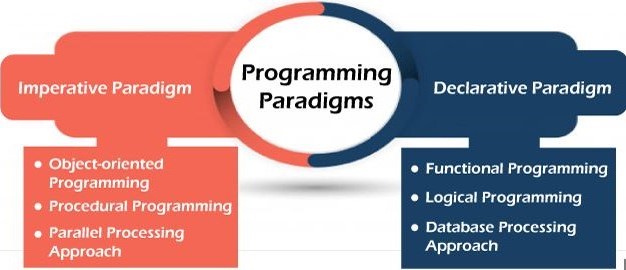 Programming
Paradigms
Imperative Paradigm
• Object-oriented
Programming
• Procedural Programming
• Parallel Processing
Approach
Declarative Paradigm
• Functional Programming
• Logical Programming
• Database Processing
Approach